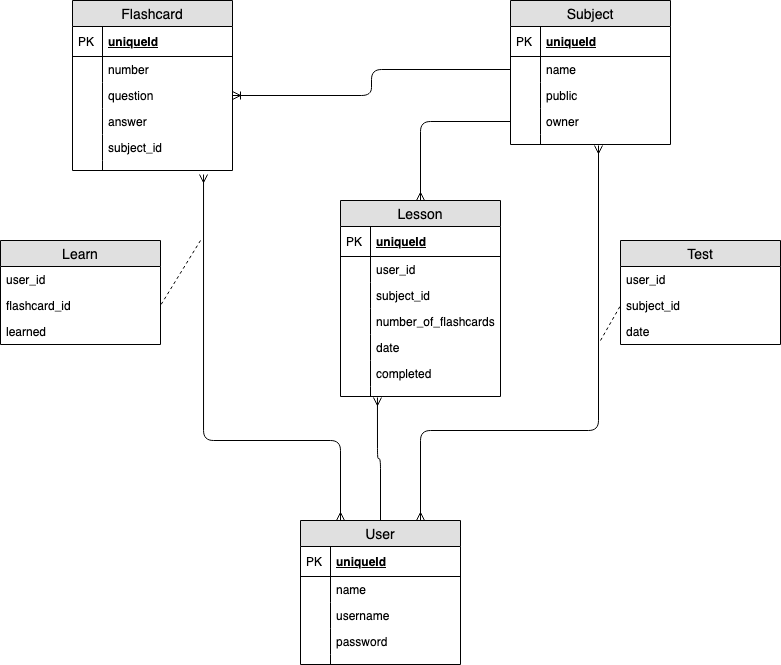 Flashcard
PK uniqueId
number
question
answer
subject_id
Subject
PK uniqueId
name
public
owner
Lesson
PK uniqueId
user_id
subject_id
number_of_flashcards
date
completed
Learn
user_id
flashcard_id
learned
Test
user_id
subject_id
date
User
PK uniqueId
name
username
password